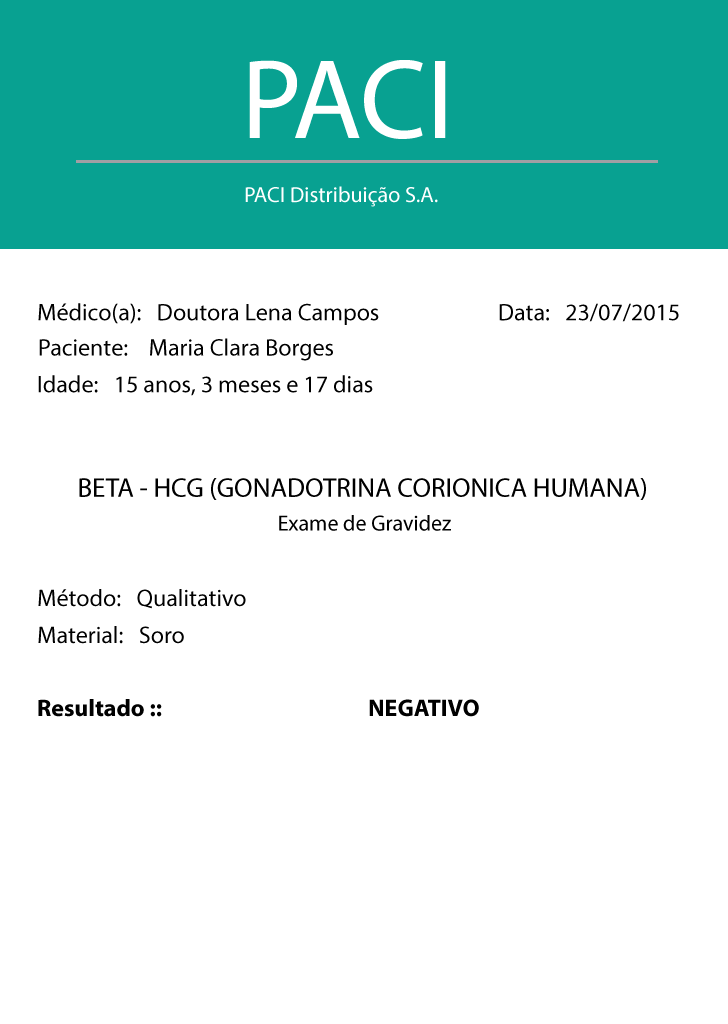 PACI
PACI Distribuição S.A.
Médico(a): Doutora Lena Campos Data: 23/07/2015
Paciente: Maria Clara Borges
Idade: 15 anos, 3 meses e 17 dias
BETA - HCG (GONADOTRINA CORIONICA HUMANA)
Exame de Gravidez
Método: Qualitativo
Material: Soro
Resultado :: NEGATIVO